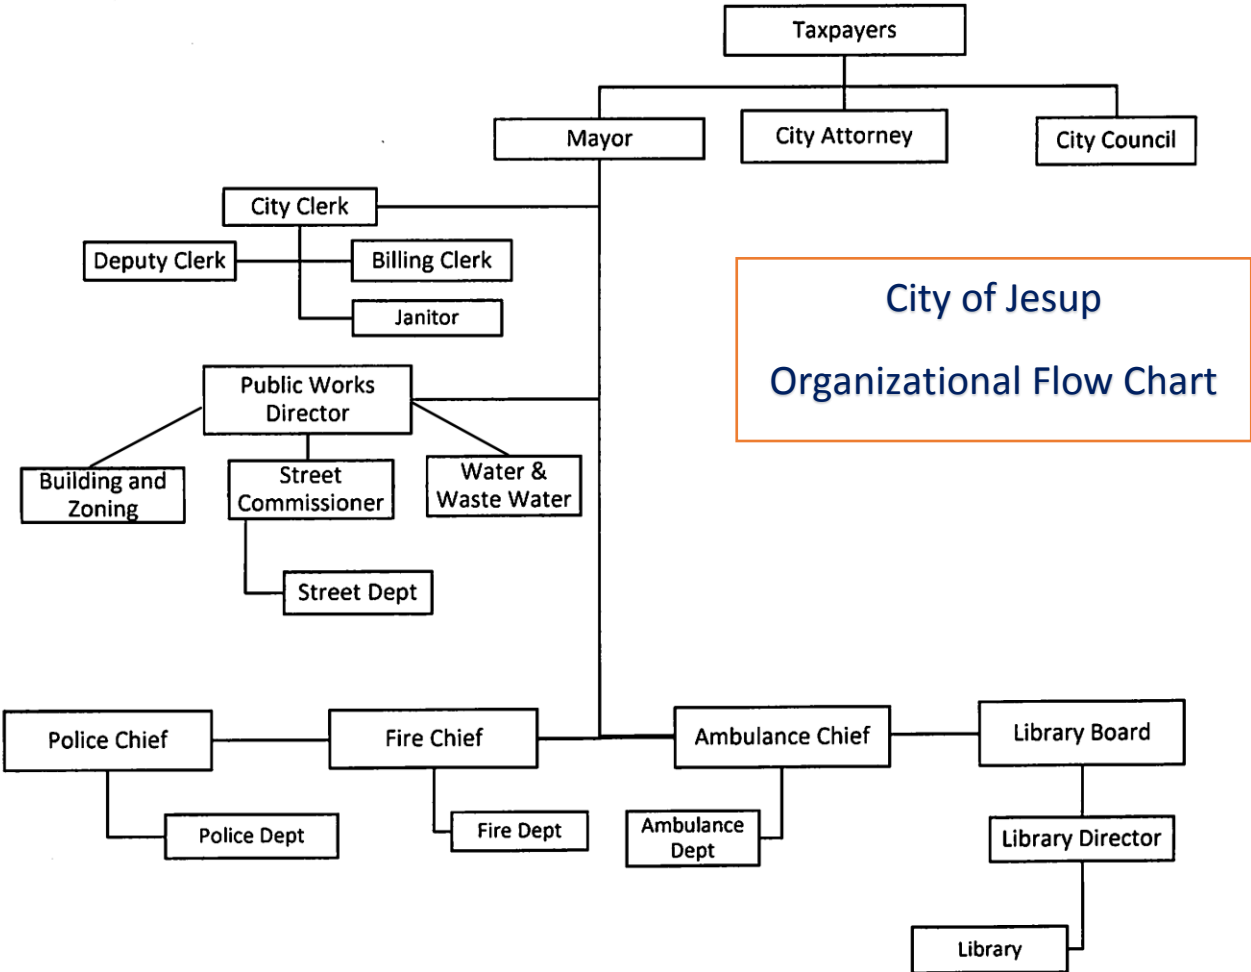 Taxpayers
Mayor
City Attorney
City Council
City Clerk
Deputy Clerk
Billing Clerk
Janitor
City of Jesup
Organizational Flow Chart
Public Works
Director
Building and
Zoning
Street
Commissioner
Water &
Waste Water
Street Dept
Police Chief
Fire Chief
Ambulance Chief
Library Board
Police Dept
Fire Dept
Ambulance
Dept
Library Director
Library